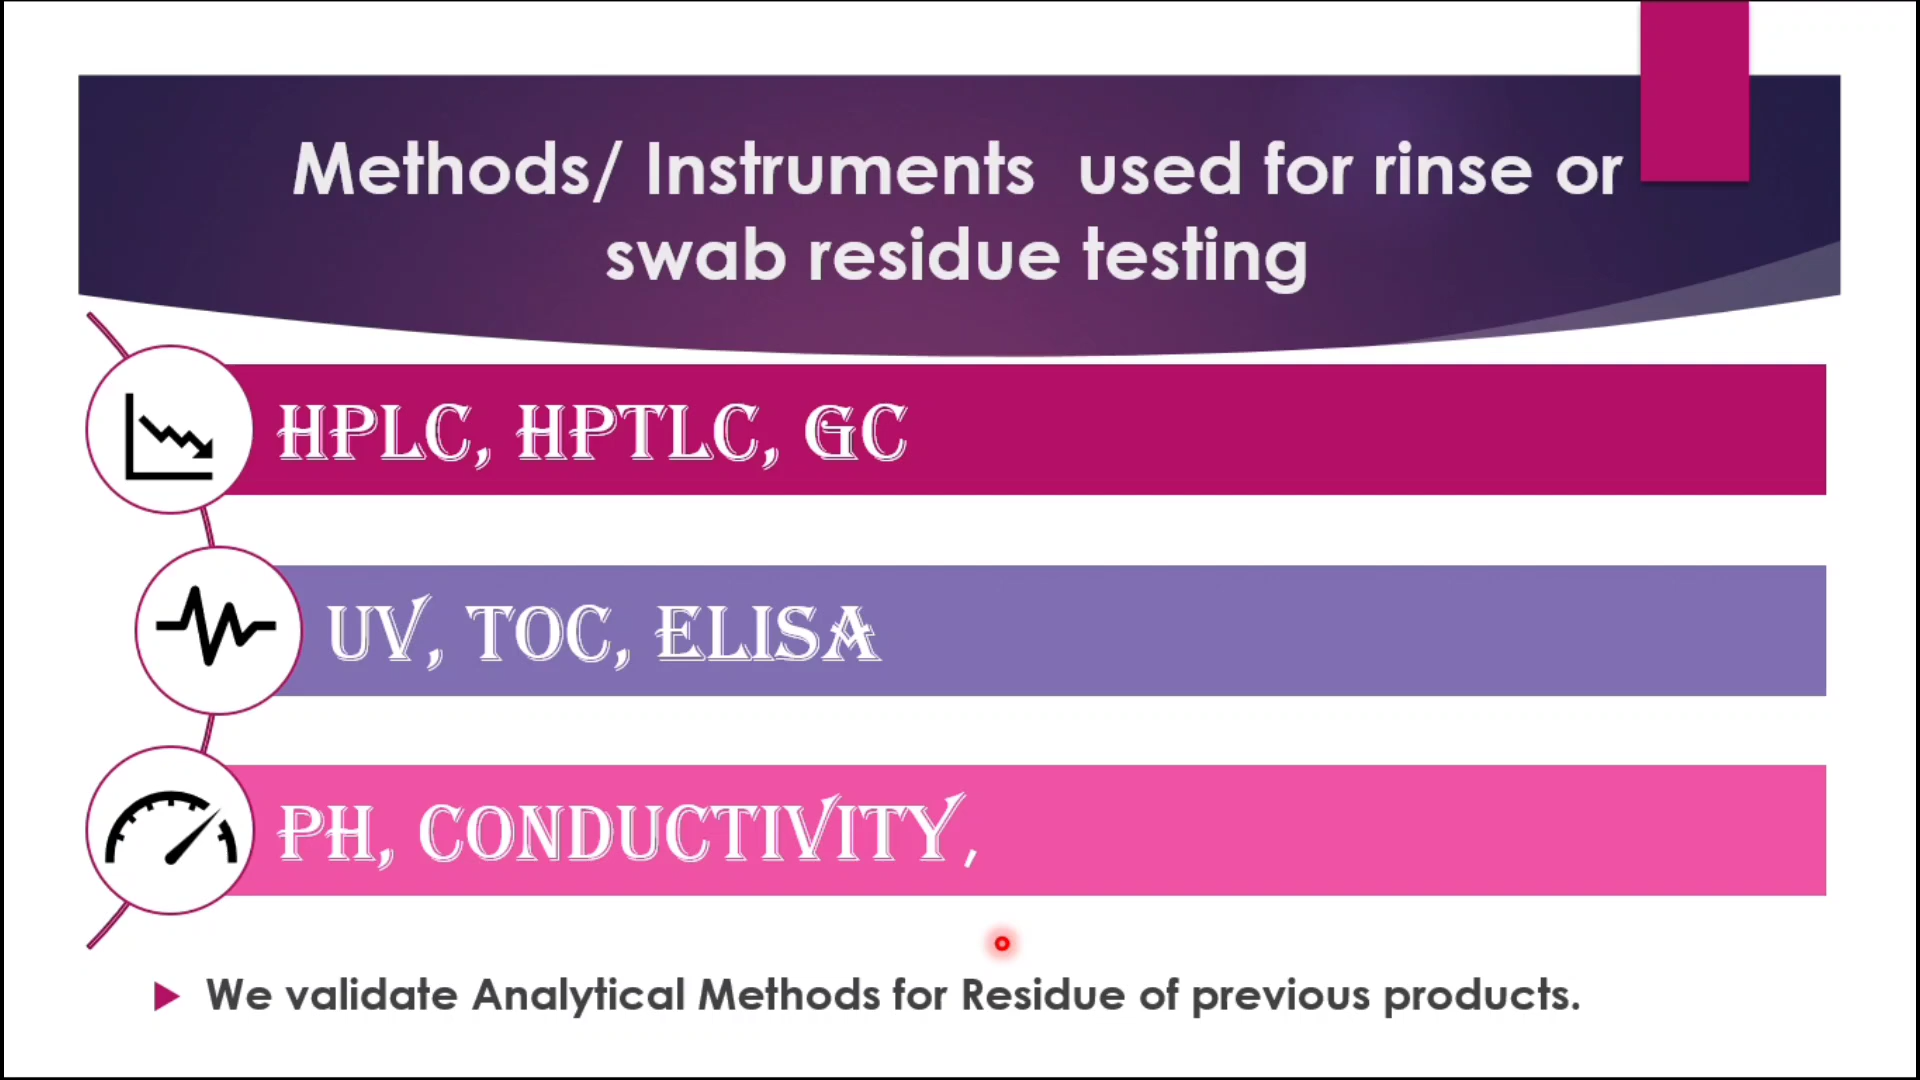 Methods/ Instruments used for rinse or
swab residue testing
HPLC, HPTLC, GC
UV, TOC, ELISA
PH, CONDUCTIVITY,
We validate Analytical Methods for Residue of previous products.